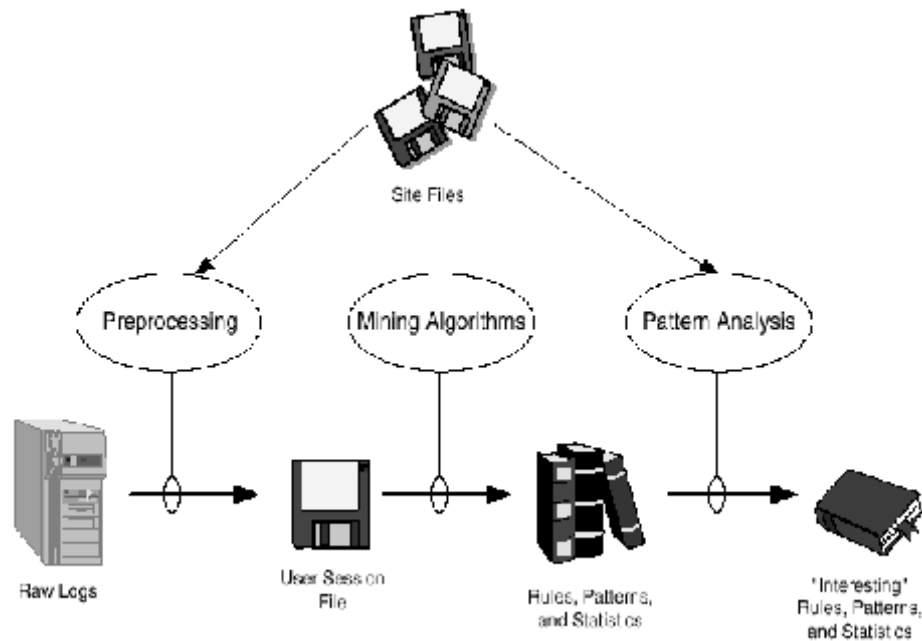 Site Files
Preprocessing
Mining Algorithms
Pattern Analysis
Raw Logs
User Session
File
Rules, Patterns,
and Statistics
"Interesting"
Rules, Patterns,
and Statistics